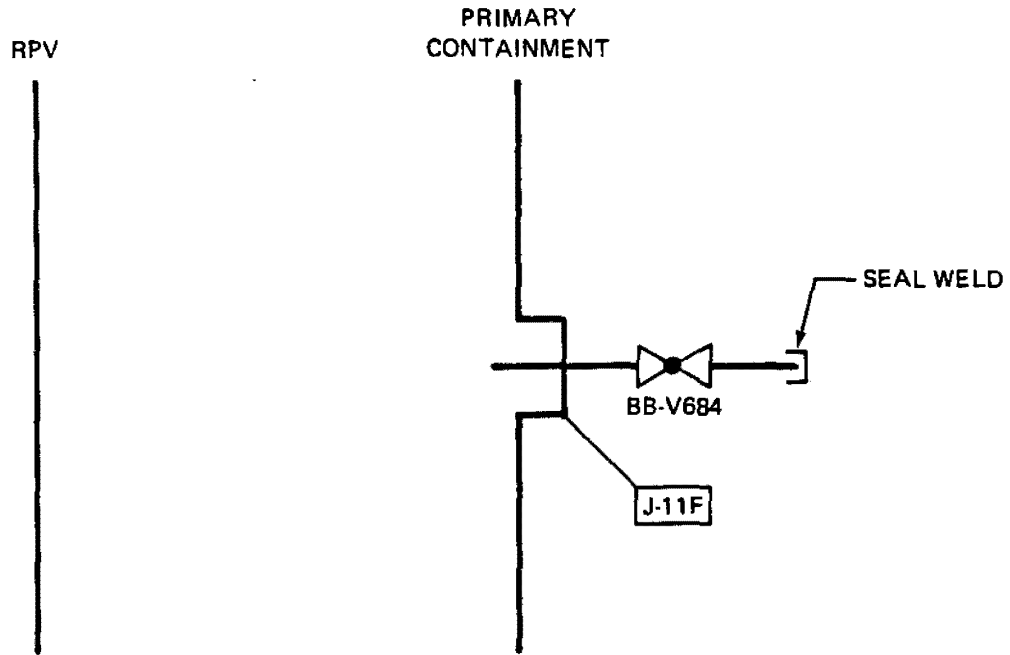 RPV
PRIMARY
CONTAINMENT
SEAL WELD
BB-V684
J-11F